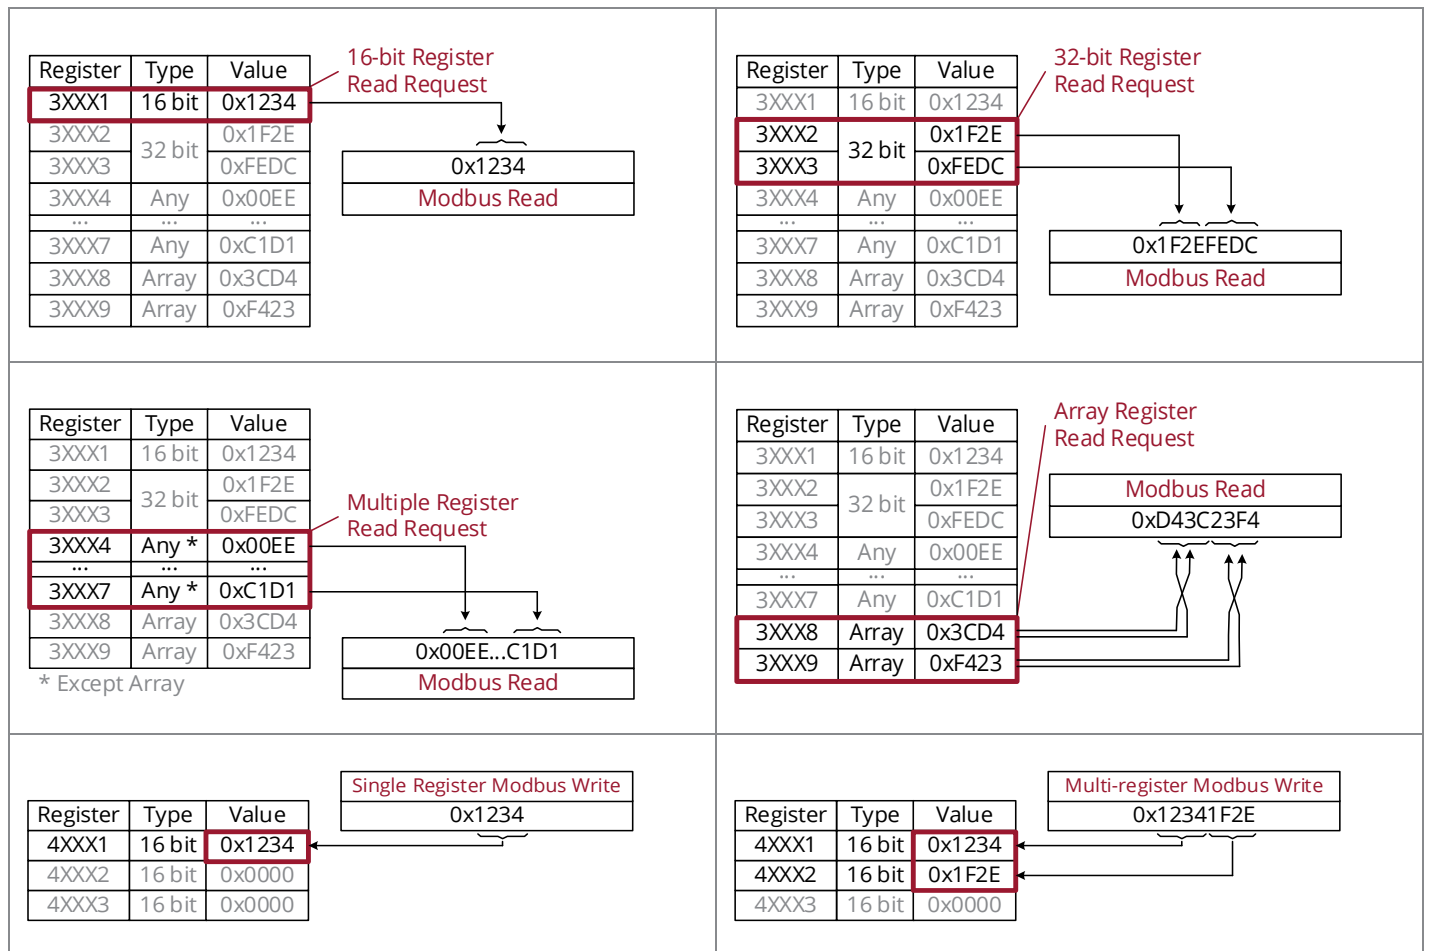 16-bit Register
Read Request
Register Type Value
3XXX1 16 bit 0x1234
3XXX2 32 bit 0x1F2E
3XXX3 0xFEDC
3XXX4 Any 0x00EE
... ... ...
3XXX7 Any 0xC1D1
3XXX8 Array 0x3CD4
3XXX9 Array 0xF423
0x1234
Modbus Read
32-bit Register
Read Request
Register Type Value
3XXX1 16 bit 0x1234
3XXX2 32 bit 0x1F2E
3XXX3 0xFEDC
3XXX4 Any 0x00EE
... ... ...
3XXX7 Any 0xC1D1
3XXX8 Array 0x3CD4
3XXX9 Array 0xF423
0x1F2EFEDC
Modbus Read
Register Type Value
3XXX1 16 bit 0x1234
3XXX2 32 bit 0x1F2E
3XXX3 0xFEDC
3XXX4 Any * 0x00EE
... ... ...
3XXX7 Any * 0xC1D1
3XXX8 Array 0x3CD4
3XXX9 Array 0xF423
* Except Array
Multiple Register
Read Request
0x00EE...C1D1
Modbus Read
Array Register
Read Request
Register Type Value
3XXX1 16 bit 0x1234
3XXX2 32 bit 0x1F2E
3XXX3 0xFEDC
3XXX4 Any 0x00EE
... ... ...
3XXX7 Any 0xC1D1
3XXX8 Array 0x3CD4
3XXX9 Array 0xF423
Modbus Read
0xD43C23F4
Single Register Modbus Write
0x1234
Register Type Value
4XXX1 16 bit 0x1234
4XXX2 16 bit 0x0000
4XXX3 16 bit 0x0000
Multi-register Modbus Write
0x12341F2E
Register Type Value
4XXX1 16 bit 0x1234
4XXX2 16 bit 0x1F2E
4XXX3 16 bit 0x0000